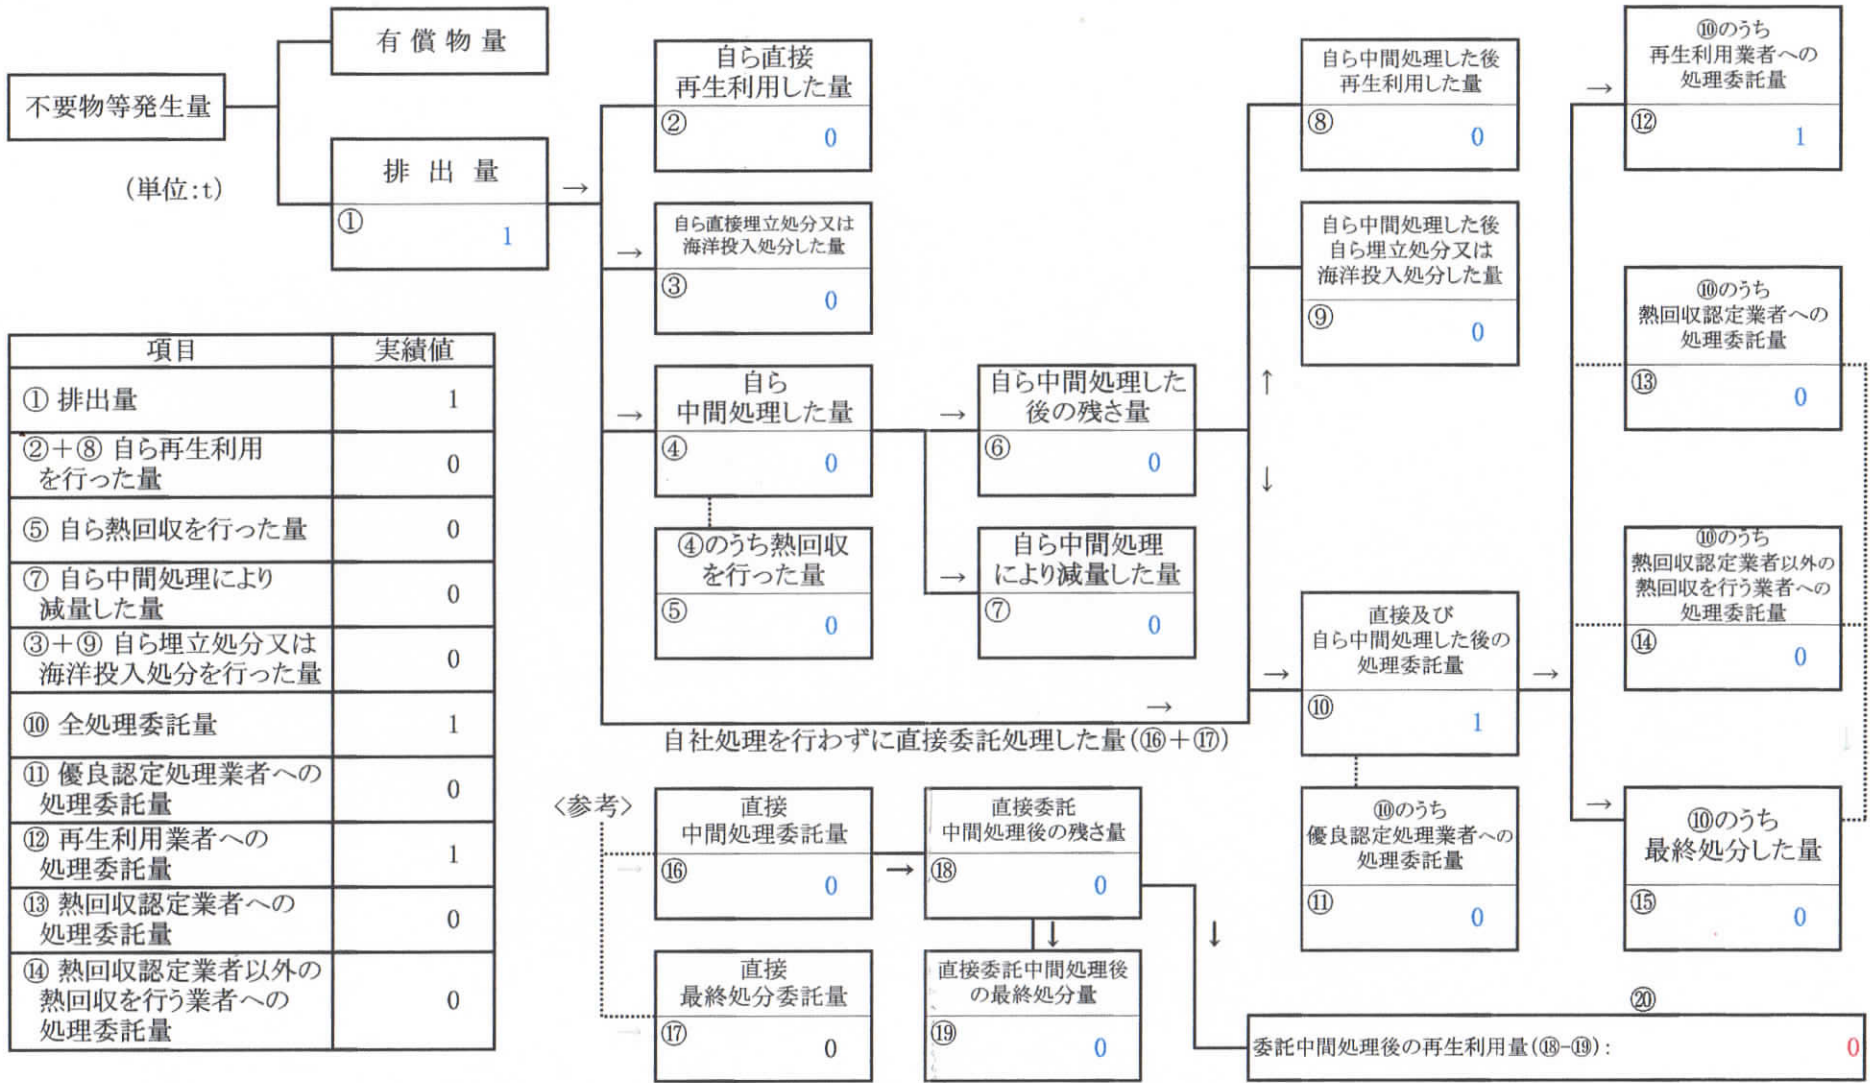 不要物等発生量
(単位:t)
有 償 物 量
排 出 量
①
1
→
自ら直接
再生利用した量
②
0
→
自ら直接埋立処分又は
海洋投入処分した量
③
0
→
自ら
中間処理した量
④
0
④のうち熱回収
を行った量
⑤
0
→
自ら中間処理した
後の残さ量
⑥
0
→
自ら中間処理
により減量した量
⑦
0
自ら中間処理した後
再生利用した量
⑧
0
自ら中間処理した後
自ら埋立処分又は
海洋投入処分した量
⑨
0
↑
↓
→
自社処理を行わずに直接委託処理した量(⑯+⑰)
→
直接及び
自ら中間処理した後の
処理委託量
⑩
1
⑩のうち
優良認定処理業者への
処理委託量
⑪
0
→
→
⑩のうち
再生利用業者への
処理委託量
⑫
1
⑩のうち
熱回収認定業者への
処理委託量
⑬
0
⑩のうち
熱回収認定業者以外の
熱回収を行う業者への
処理委託量
⑭
0
→
⑩のうち
最終処分した量
⑮
0
項目 実績値
① 排出量 1
②+⑧ 自ら再生利用
を行った量 0
⑤ 自ら熱回収を行った量 0
⑦ 自ら中間処理により
減量した量 0
③+⑨ 自ら埋立処分又は
海洋投入処分を行った量 0
⑩ 全処理委託量 1
⑪ 優良認定処理業者への
処理委託量 0
⑫ 再生利用業者への
処理委託量 1
⑬ 熱回収認定業者への
処理委託量 0
⑭ 熱回収認定業者以外の
熱回収を行う業者への
処理委託量 0
〈参考〉
→
直接
中間処理委託量
⑯
0
→
直接
最終処分委託量
⑰
0
→
直接委託
中間処理後の残さ量
⑱
0
↓
直接委託中間処理後
の最終処分量
⑲
0
↓
⑳
委託中間処理後の再生利用量(⑱-⑲): 0